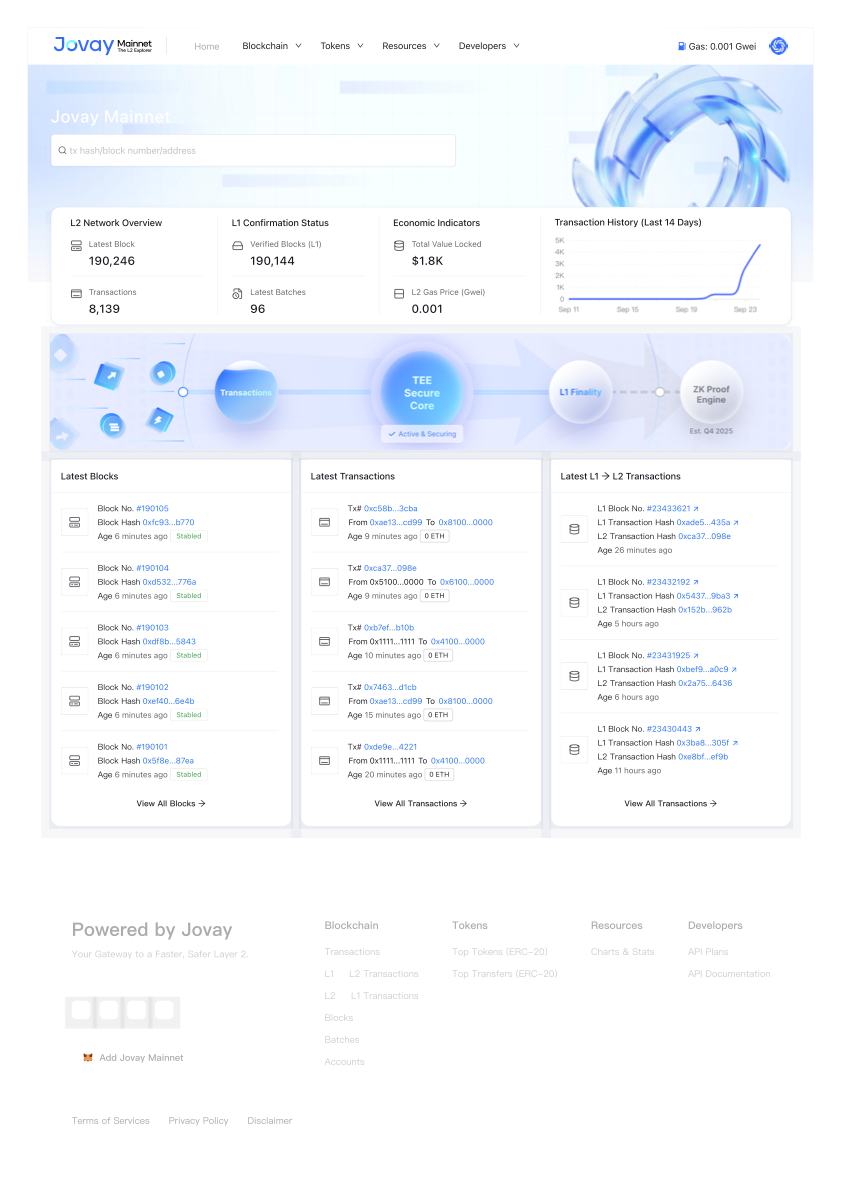 Jovay Mainnet
The L2 Explorer
Home
Blockchain
Tokens
Resources
Developers
Gas: 0.001 Gwei
Jovay Mainnet
tx hash/block number/address
L2 Network Overview
Latest Block
190,246
Transactions
8,139
L1 Confirmation Status
Verified Blocks (L1)
190,144
Latest Batches
96
Economic Indicators
Total Value Locked
$1.8K
L2 Gas Price (Gwei)
0.001
Transaction History (Last 14 Days)
5K
4K
3K
2K
1K
0
Sep 11
Sep 15
Sep 19
Sep 23
Transactions
TEE
Secure
Core
Active & Securing
L1 Finality
ZK Proof
Engine
Est. Q4 2025
Latest Blocks
Block No. #190105
Block Hash 0xfc93...b770
Age 6 minutes ago Stabled
Block No. #190104
Block Hash 0xd532...776a
Age 6 minutes ago Stabled
Block No. #190103
Block Hash 0xdf8b...5843
Age 6 minutes ago Stabled
Block No. #190102
Block Hash 0xef40...6e4b
Age 6 minutes ago Stabled
Block No. #190101
Block Hash 0x5f8e...87ea
Age 6 minutes ago Stabled
View All Blocks →
Latest Transactions
Tx# 0xc58b...3cba
From 0xae13...cd99 To 0x8100...0000
Age 9 minutes ago 0 ETH
Tx# 0xca37...098e
From 0x5100...0000 To 0x6100...0000
Age 9 minutes ago 0 ETH
Tx# 0xb7ef...b10b
From 0x1111...1111 To 0x4100...0000
Age 10 minutes ago 0 ETH
Tx# 0x7463...d1cb
From 0xae13...cd99 To 0x8100...0000
Age 15 minutes ago 0 ETH
Tx# 0xde9e...4221
From 0x1111...1111 To 0x4100...0000
Age 20 minutes ago 0 ETH
View All Transactions →
Latest L1 → L2 Transactions
L1 Block No. #23433621 ↗
L1 Transaction Hash 0xade5...435a ↗
L2 Transaction Hash 0xca37...098e
Age 26 minutes ago
L1 Block No. #23432192 ↗
L1 Transaction Hash 0x5437...9ba3 ↗
L2 Transaction Hash 0x152b...962b
Age 5 hours ago
L1 Block No. #23431925 ↗
L1 Transaction Hash 0xbef9...a0c9 ↗
L2 Transaction Hash 0x2a75...6436
Age 6 hours ago
L1 Block No. #23430443 ↗
L1 Transaction Hash 0x3ba8...305f ↗
L2 Transaction Hash 0xe8bf...ef9b
Age 11 hours ago
View All Transactions →
Powered by Jovay
Your Gateway to a Faster, Safer Layer 2.
Add Jovay Mainnet
Blockchain
Transactions
L1 L2 Transactions
L2 L1 Transactions
Blocks
Batches
Accounts
Tokens
Top Tokens (ERC-20)
Top Transfers (ERC-20)
Resources
Charts & Stats
Developers
API Plans
API Documentation
Terms of Services
Privacy Policy
Disclaimer